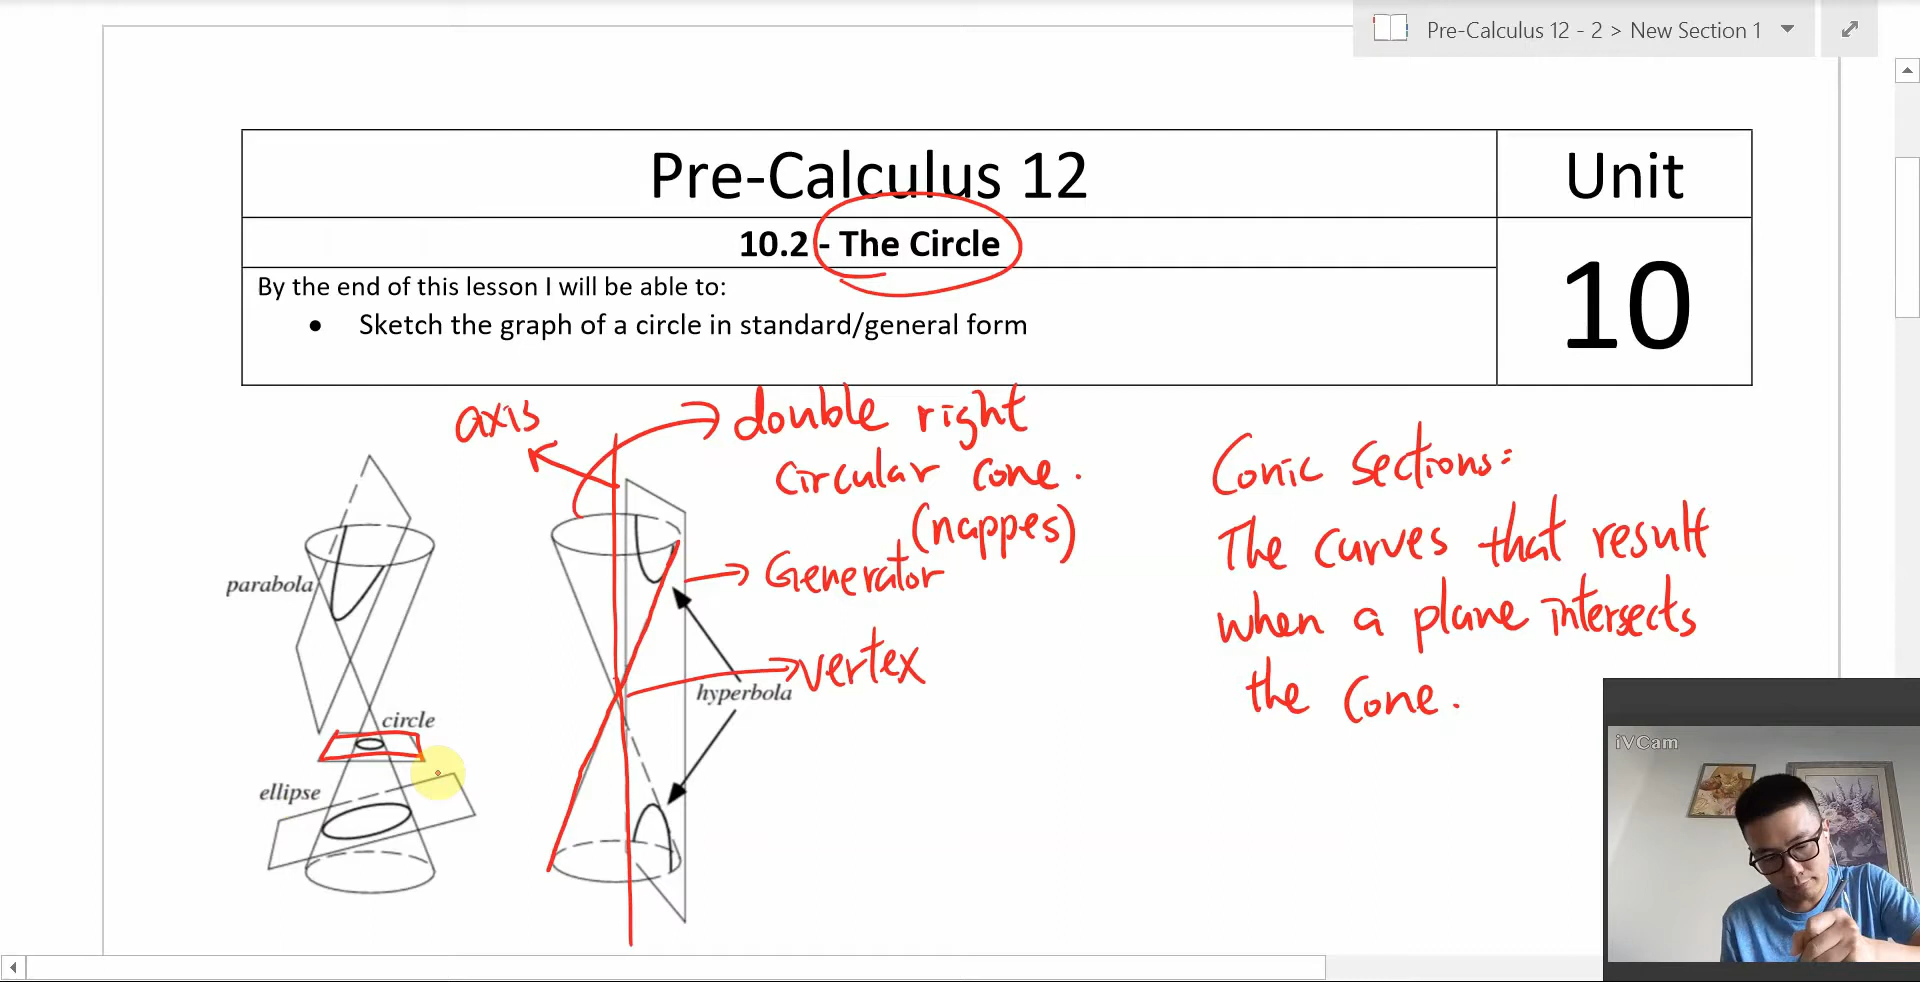 Pre-Calculus 12 - 2 > New Section 1
Pre-Calculus 12
Unit
10.2 - The Circle
10
By the end of this lesson I will be able to:
• Sketch the graph of a circle in standard/general form
axis
double right
circular cone.
(nappes)
Generator
vertex
parabola
circle
ellipse
hyperbola
Conic Sections:
The curves that result
when a plane intersects
the cone.
iVCam